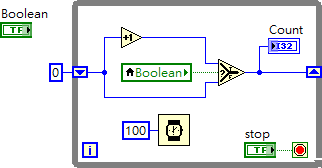 Boolean
TF
Count
I32
+1
Boolean
?
0
i
100
stop
TF